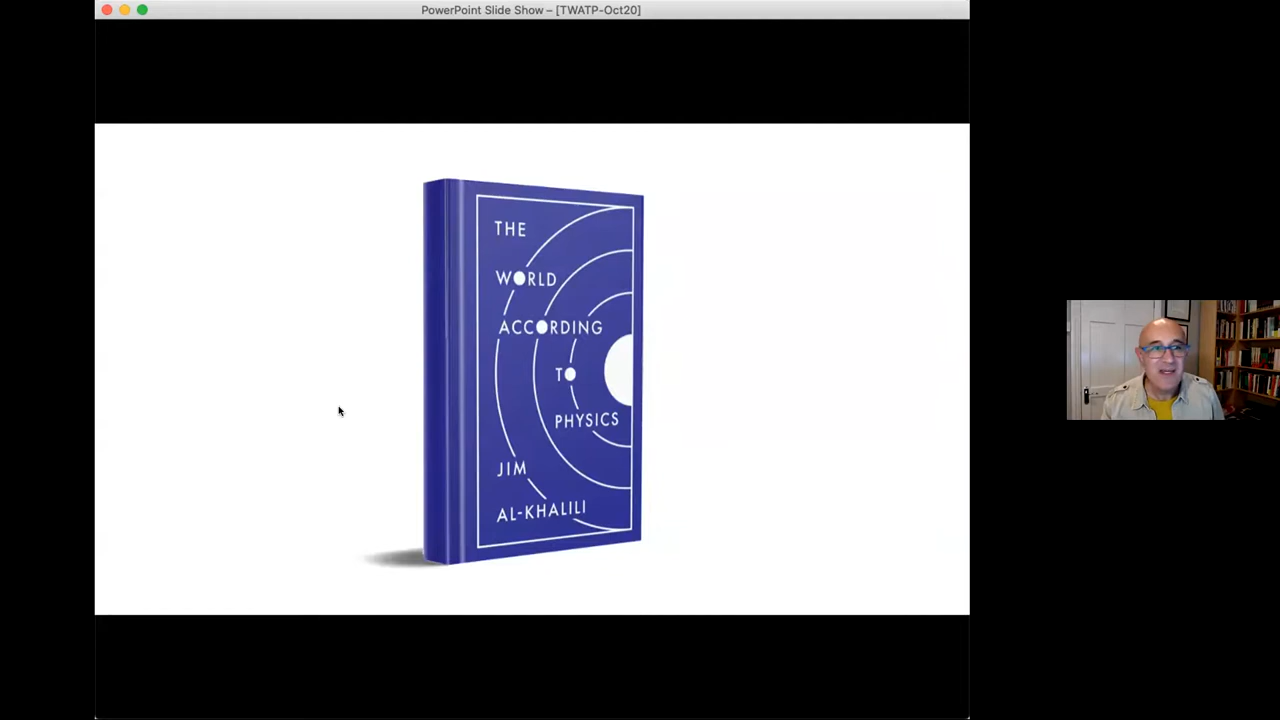 PowerPoint Slide Show – [TWATP-Oct20]
THE
WORLD
ACCORDING
TO
PHYSICS
JIM
AL-KHALILI